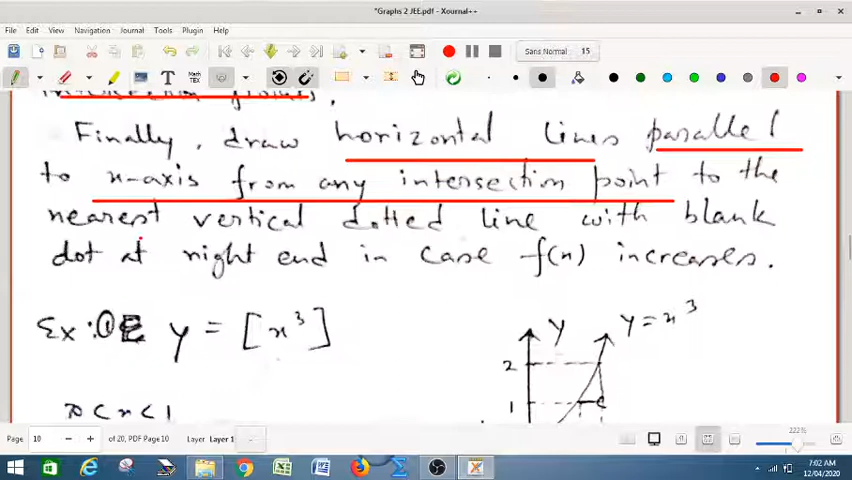 *Graphs 2 JEE.pdf - Xournal++
File Edit View Navigation Journal Tools Plugin Help
Sans Normal 15
Finally, draw horizontal lines parallel
to x-axis from any intersection point to the
nearest vertical dotted line with blank
dot at right end in case f(x) increases.
Ex: ① y = [x³]
y
y = x³
2
1
< x < 1
Page 10 of 20, PDF Page 10 Layer Layer 1 222%
7:02 AM
12/04/2020